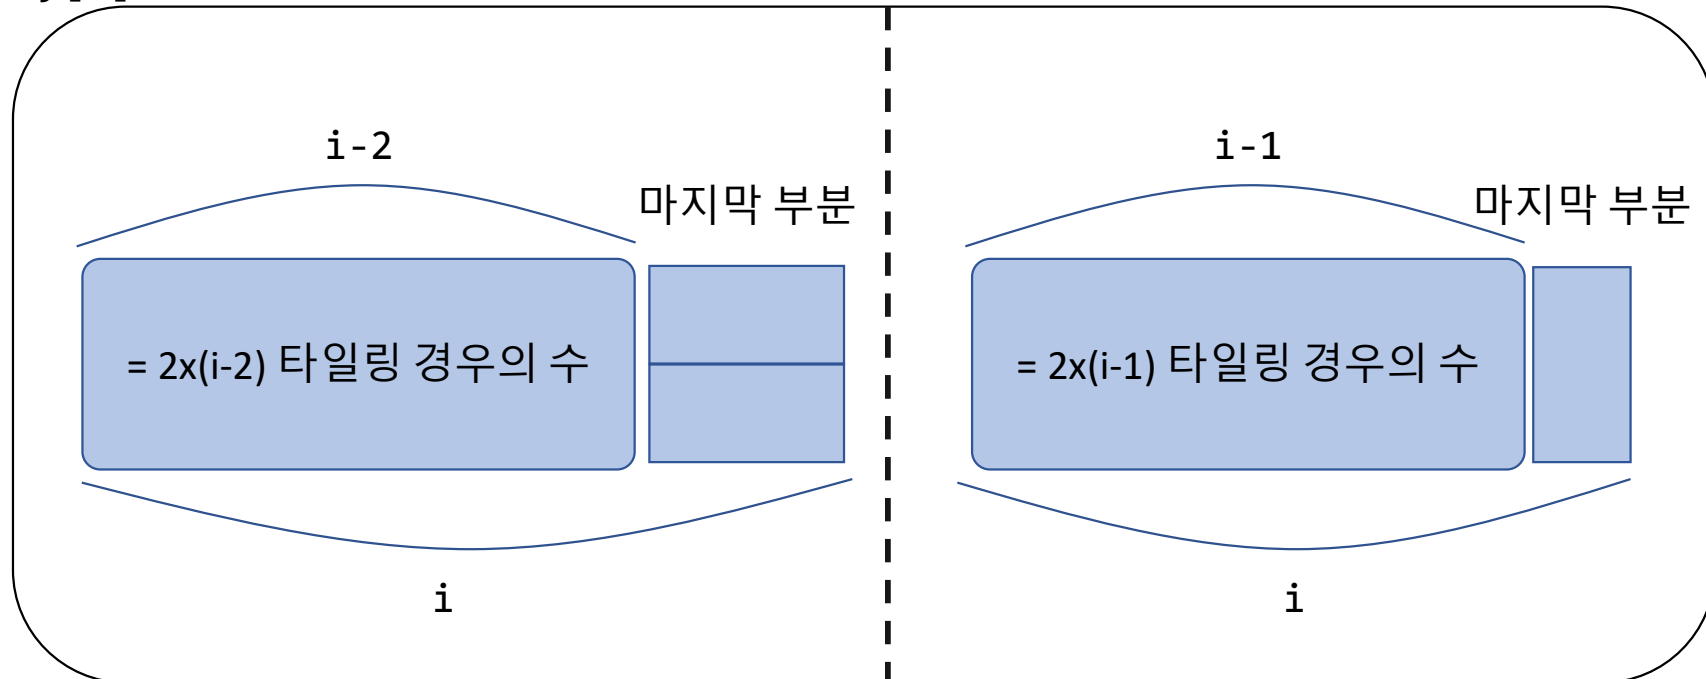 i-2
마지막 부분
= 2x(i-2) 타일링 경우의 수
i
i-1
마지막 부분
= 2x(i-1) 타일링 경우의 수
i